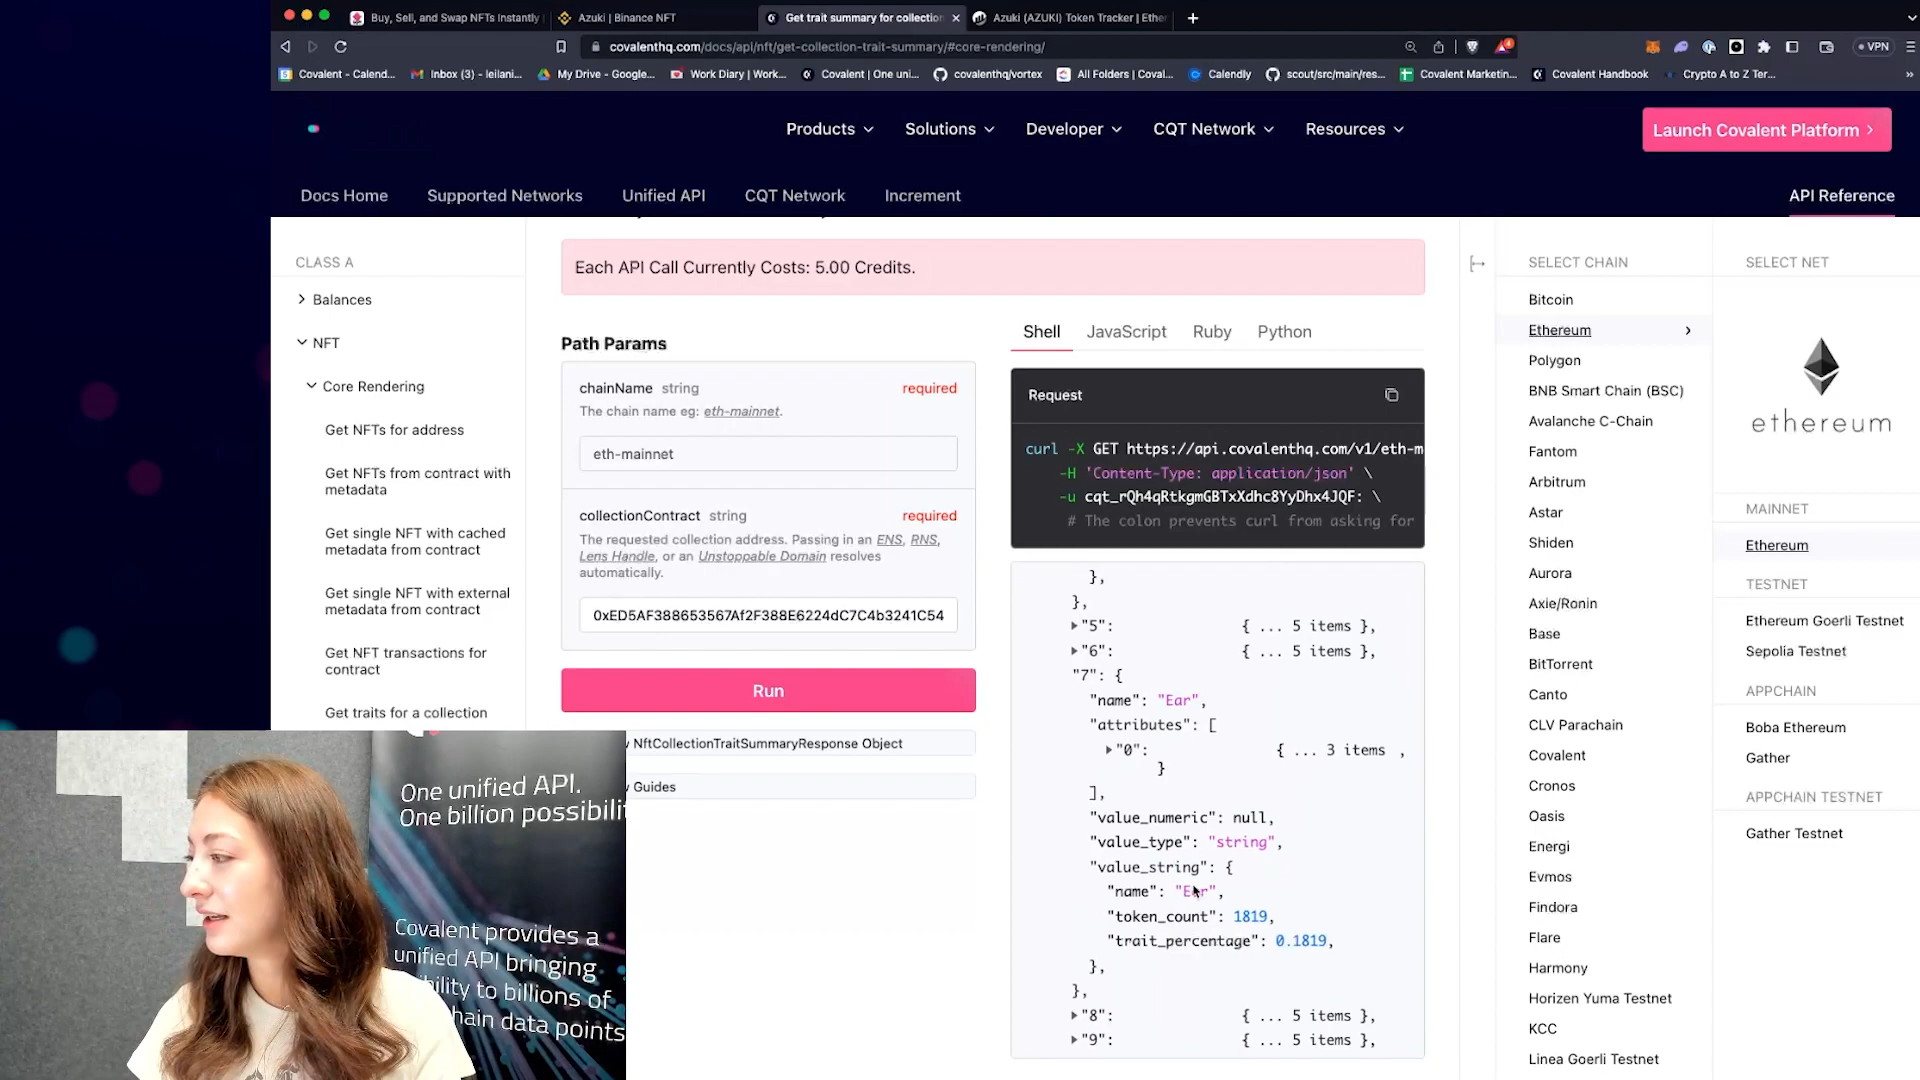 Buy, Sell, and Swap NFTs Instantly
Azuki | Binance NFT
Get trait summary for collection
Azuki (AZUKI) Token Tracker | Ethe
covalenthq.com/docs/api/nft/get-collection-trait-summary/#core-rendering/
VPN
Covalent - Calend...
Inbox (3) - leilani...
My Drive - Google...
Work Diary | Work...
Covalent | One uni...
covalenthq/vortex
All Folders | Coval...
Calendly
scout/src/main/res...
Covalent Marketin...
Covalent Handbook
Crypto A to Z Ter...
Products
Solutions
Developer
CQT Network
Resources
Launch Covalent Platform
Docs Home
Supported Networks
Unified API
CQT Network
Increment
API Reference
CLASS A
Balances
NFT
Core Rendering
Get NFTs for address
Get NFTs from contract with
metadata
Get single NFT with cached
metadata from contract
Get single NFT with external
metadata from contract
Get NFT transactions for
contract
Get traits for a collection
Each API Call Currently Costs: 5.00 Credits.
Path Params
chainName string required
The chain name eg: eth-mainnet.
eth-mainnet
collectionContract string required
The requested collection address. Passing in an ENS, RNS,
Lens Handle, or an Unstoppable Domain resolves
automatically.
0xED5AF388653567Af2F388E6224dC7C4b3241C54
Run
NftCollectionTraitSummaryResponse Object
Guides
Shell
JavaScript
Ruby
Python
Request
curl -X GET https://api.covalenthq.com/v1/eth-m
-H 'Content-Type: application/json' \
-u cqt_rQh4qRtkgmGBTxXdhc8YyDhx4JQF: \
# The colon prevents curl from asking for
},
},
"5": { ... 5 items },
"6": { ... 5 items },
"7": {
"name": "Ear",
"attributes": [
"0": { ... 3 items ,
}
],
"value_numeric": null,
"value_type": "string",
"value_string": {
"name": "Ear",
"token_count": 1819,
"trait_percentage": 0.1819,
},
},
"8": { ... 5 items },
"9": { ... 5 items },
SELECT CHAIN
Bitcoin
Ethereum
Polygon
BNB Smart Chain (BSC)
Avalanche C-Chain
Fantom
Arbitrum
Astar
Shiden
Aurora
Axie/Ronin
Base
BitTorrent
Canto
CLV Parachain
Covalent
Cronos
Oasis
Energi
Evmos
Findora
Flare
Harmony
Horizen Yuma Testnet
KCC
Linea Goerli Testnet
SELECT NET
ethereum
MAINNET
Ethereum
TESTNET
Ethereum Goerli Testnet
Sepolia Testnet
APPCHAIN
Boba Ethereum
Gather
APPCHAIN TESTNET
Gather Testnet
One unified API.
One billion possibili
Covalent provides a
unified API bringing
bility to billions of
hain data points